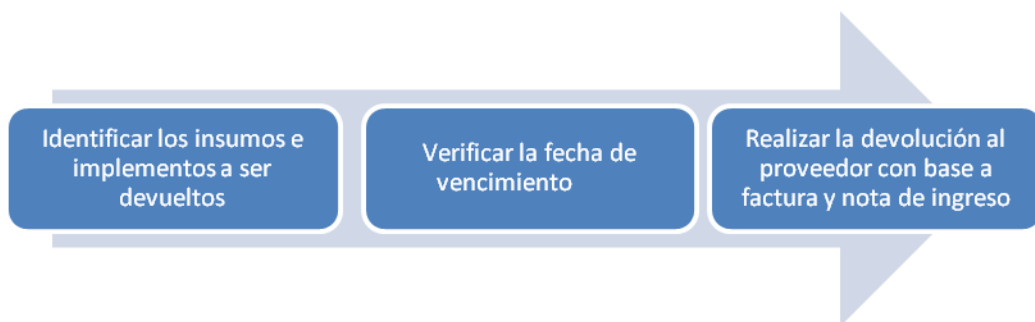 Identificar los insumos e
implementos a ser
devueltos
Verificar la fecha de
vencimiento
Realizar la devolución al
proveedor con base a
factura y nota de ingreso